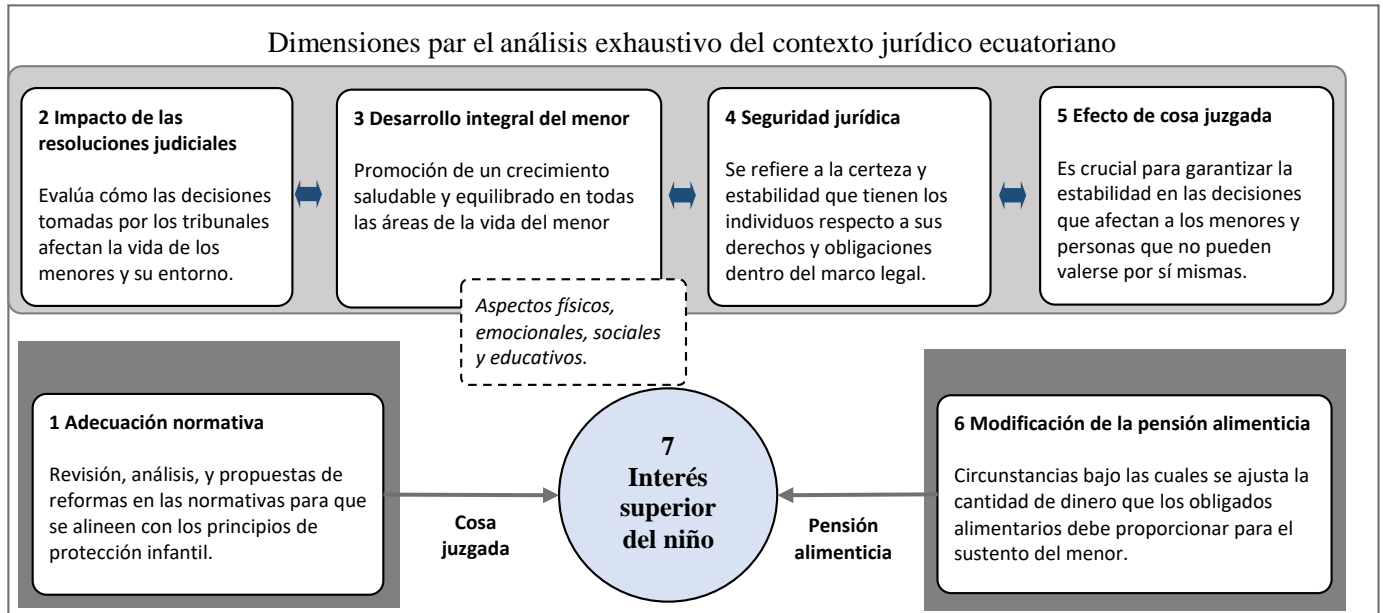 Dimensiones par el análisis exhaustivo del contexto jurídico ecuatoriano
2 Impacto de las
resoluciones judiciales
Evalúa cómo las decisiones
tomadas por los tribunales
afectan la vida de los
menores y su entorno.
3 Desarrollo integral del menor
Promoción de un crecimiento
saludable y equilibrado en todas
las áreas de la vida del menor
4 Seguridad jurídica
Se refiere a la certeza y
estabilidad que tienen los
individuos respecto a sus
derechos y obligaciones
dentro del marco legal.
5 Efecto de cosa juzgada
Es crucial para garantizar la
estabilidad en las decisiones
que afectan a los menores y
personas que no pueden
valerse por sí mismas.
Aspectos físicos,
emocionales, sociales
y educativos.
1 Adecuación normativa
Revisión, análisis, y propuestas de
reformas en las normativas para que
se alineen con los principios de
protección infantil.
Cosa
juzgada
7
Interés
superior
del niño
Pensión
alimenticia
6 Modificación de la pensión alimenticia
Circunstancias bajo las cuales se ajusta la
cantidad de dinero que los obligados
alimentarios debe proporcionar para el
sustento del menor.